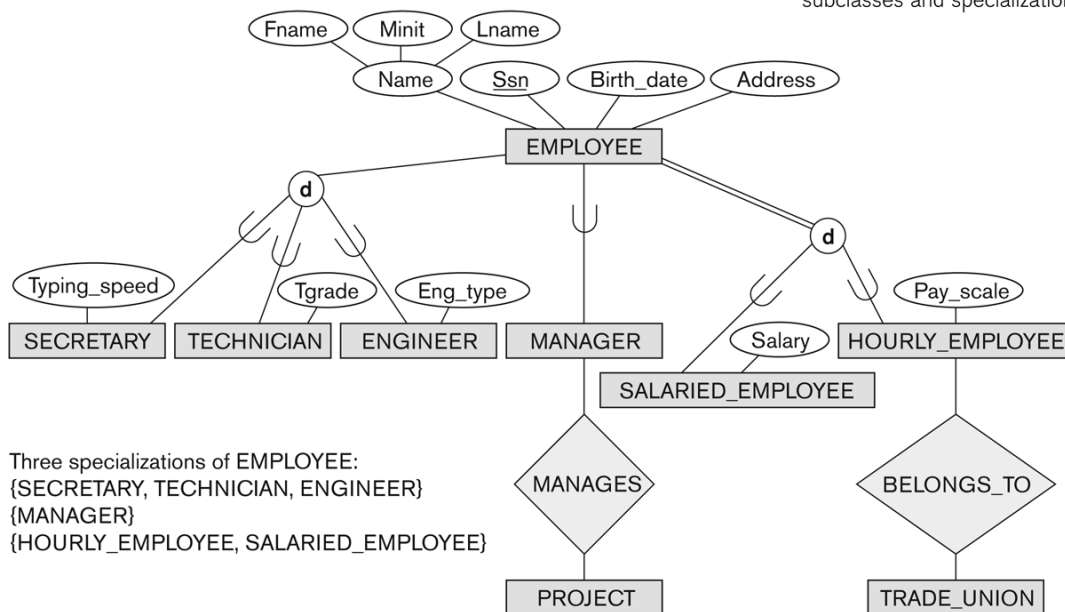 subclasses and specialization
Fname Minit Lname
Name Ssn Birth_date Address
EMPLOYEE
d
d
Typing_speed Tgrade Eng_type Pay_scale
SECRETARY TECHNICIAN ENGINEER MANAGER Salary HOURLY_EMPLOYEE
SALARIED_EMPLOYEE
Three specializations of EMPLOYEE:
{SECRETARY, TECHNICIAN, ENGINEER}
{MANAGER}
{HOURLY_EMPLOYEE, SALARIED_EMPLOYEE}
MANAGES BELONGS_TO
PROJECT TRADE_UNION